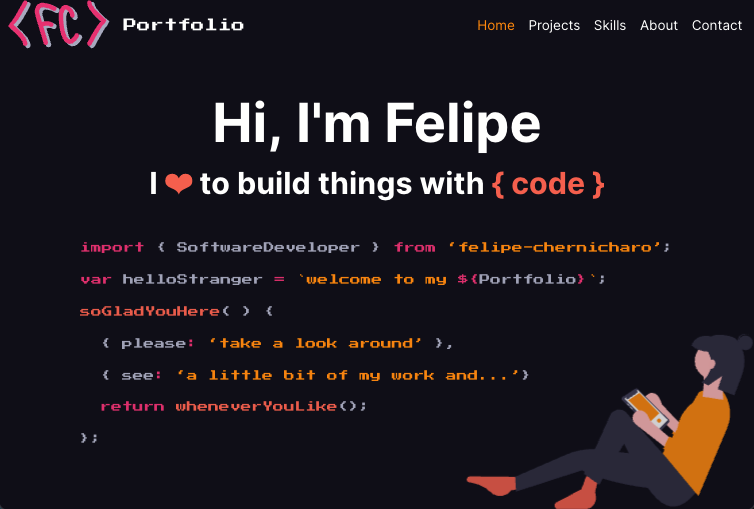 <FC> Portfolio
Home Projects Skills About Contact
Hi, I'm Felipe
I ❤ to build things with { code }
import { SoftwareDeveloper } from ‘felipe-chernicharo’;
var helloStranger = `welcome to my ${Portfolio}`;
soGladYouHere( ) {
{ please: ‘take a look around’ },
{ see: ‘a little bit of my work and...’}
return wheneverYouLike();
};